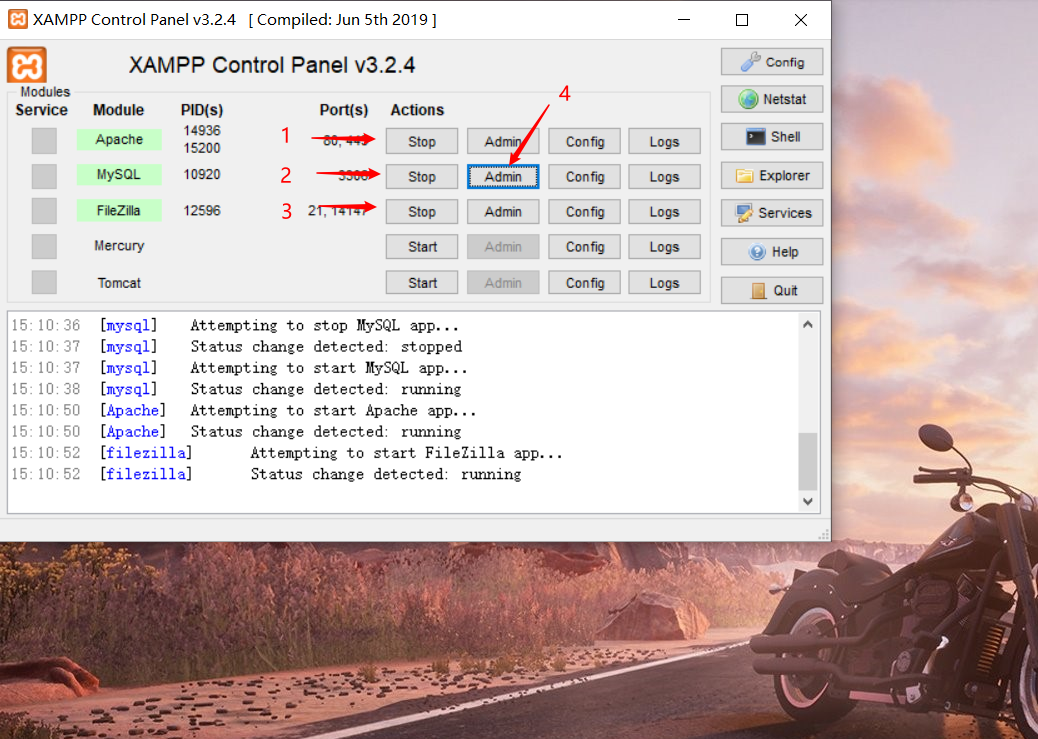 XAMPP Control Panel v3.2.4 [ Compiled: Jun 5th 2019 ]
XAMPP Control Panel v3.2.4
Config
Modules
Service Module PID(s) Port(s) Actions
4
Netstat
Apache 14936 15200 1 80, 443 Stop Admin Config Logs
Shell
MySQL 10920 2 3306 Stop Admin Config Logs
Explorer
FileZilla 12596 3 21, 14147 Stop Admin Config Logs
Services
Mercury Start Admin Config Logs
Help
Tomcat Start Admin Config Logs
Quit
15:10:36 [mysql] Attempting to stop MySQL app...
15:10:37 [mysql] Status change detected: stopped
15:10:37 [mysql] Attempting to start MySQL app...
15:10:38 [mysql] Status change detected: running
15:10:50 [Apache] Attempting to start Apache app...
15:10:50 [Apache] Status change detected: running
15:10:52 [filezilla] Attempting to start FileZilla app...
15:10:52 [filezilla] Status change detected: running